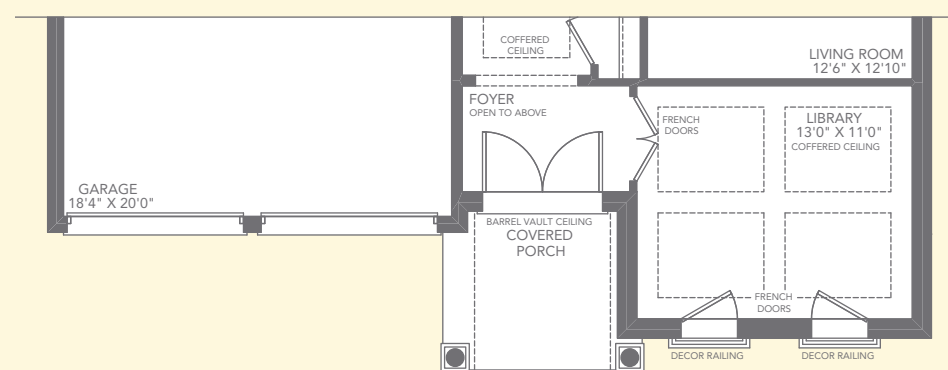 COFFERED
CEILING
LIVING ROOM
12'6" X 12'10"
FOYER
OPEN TO ABOVE
FRENCH
DOORS
LIBRARY
13'0" X 11'0"
COFFERED CEILING
GARAGE
18'4" X 20'0"
BARREL VAULT CEILING
COVERED
PORCH
FRENCH
DOORS
DECOR RAILING
DECOR RAILING